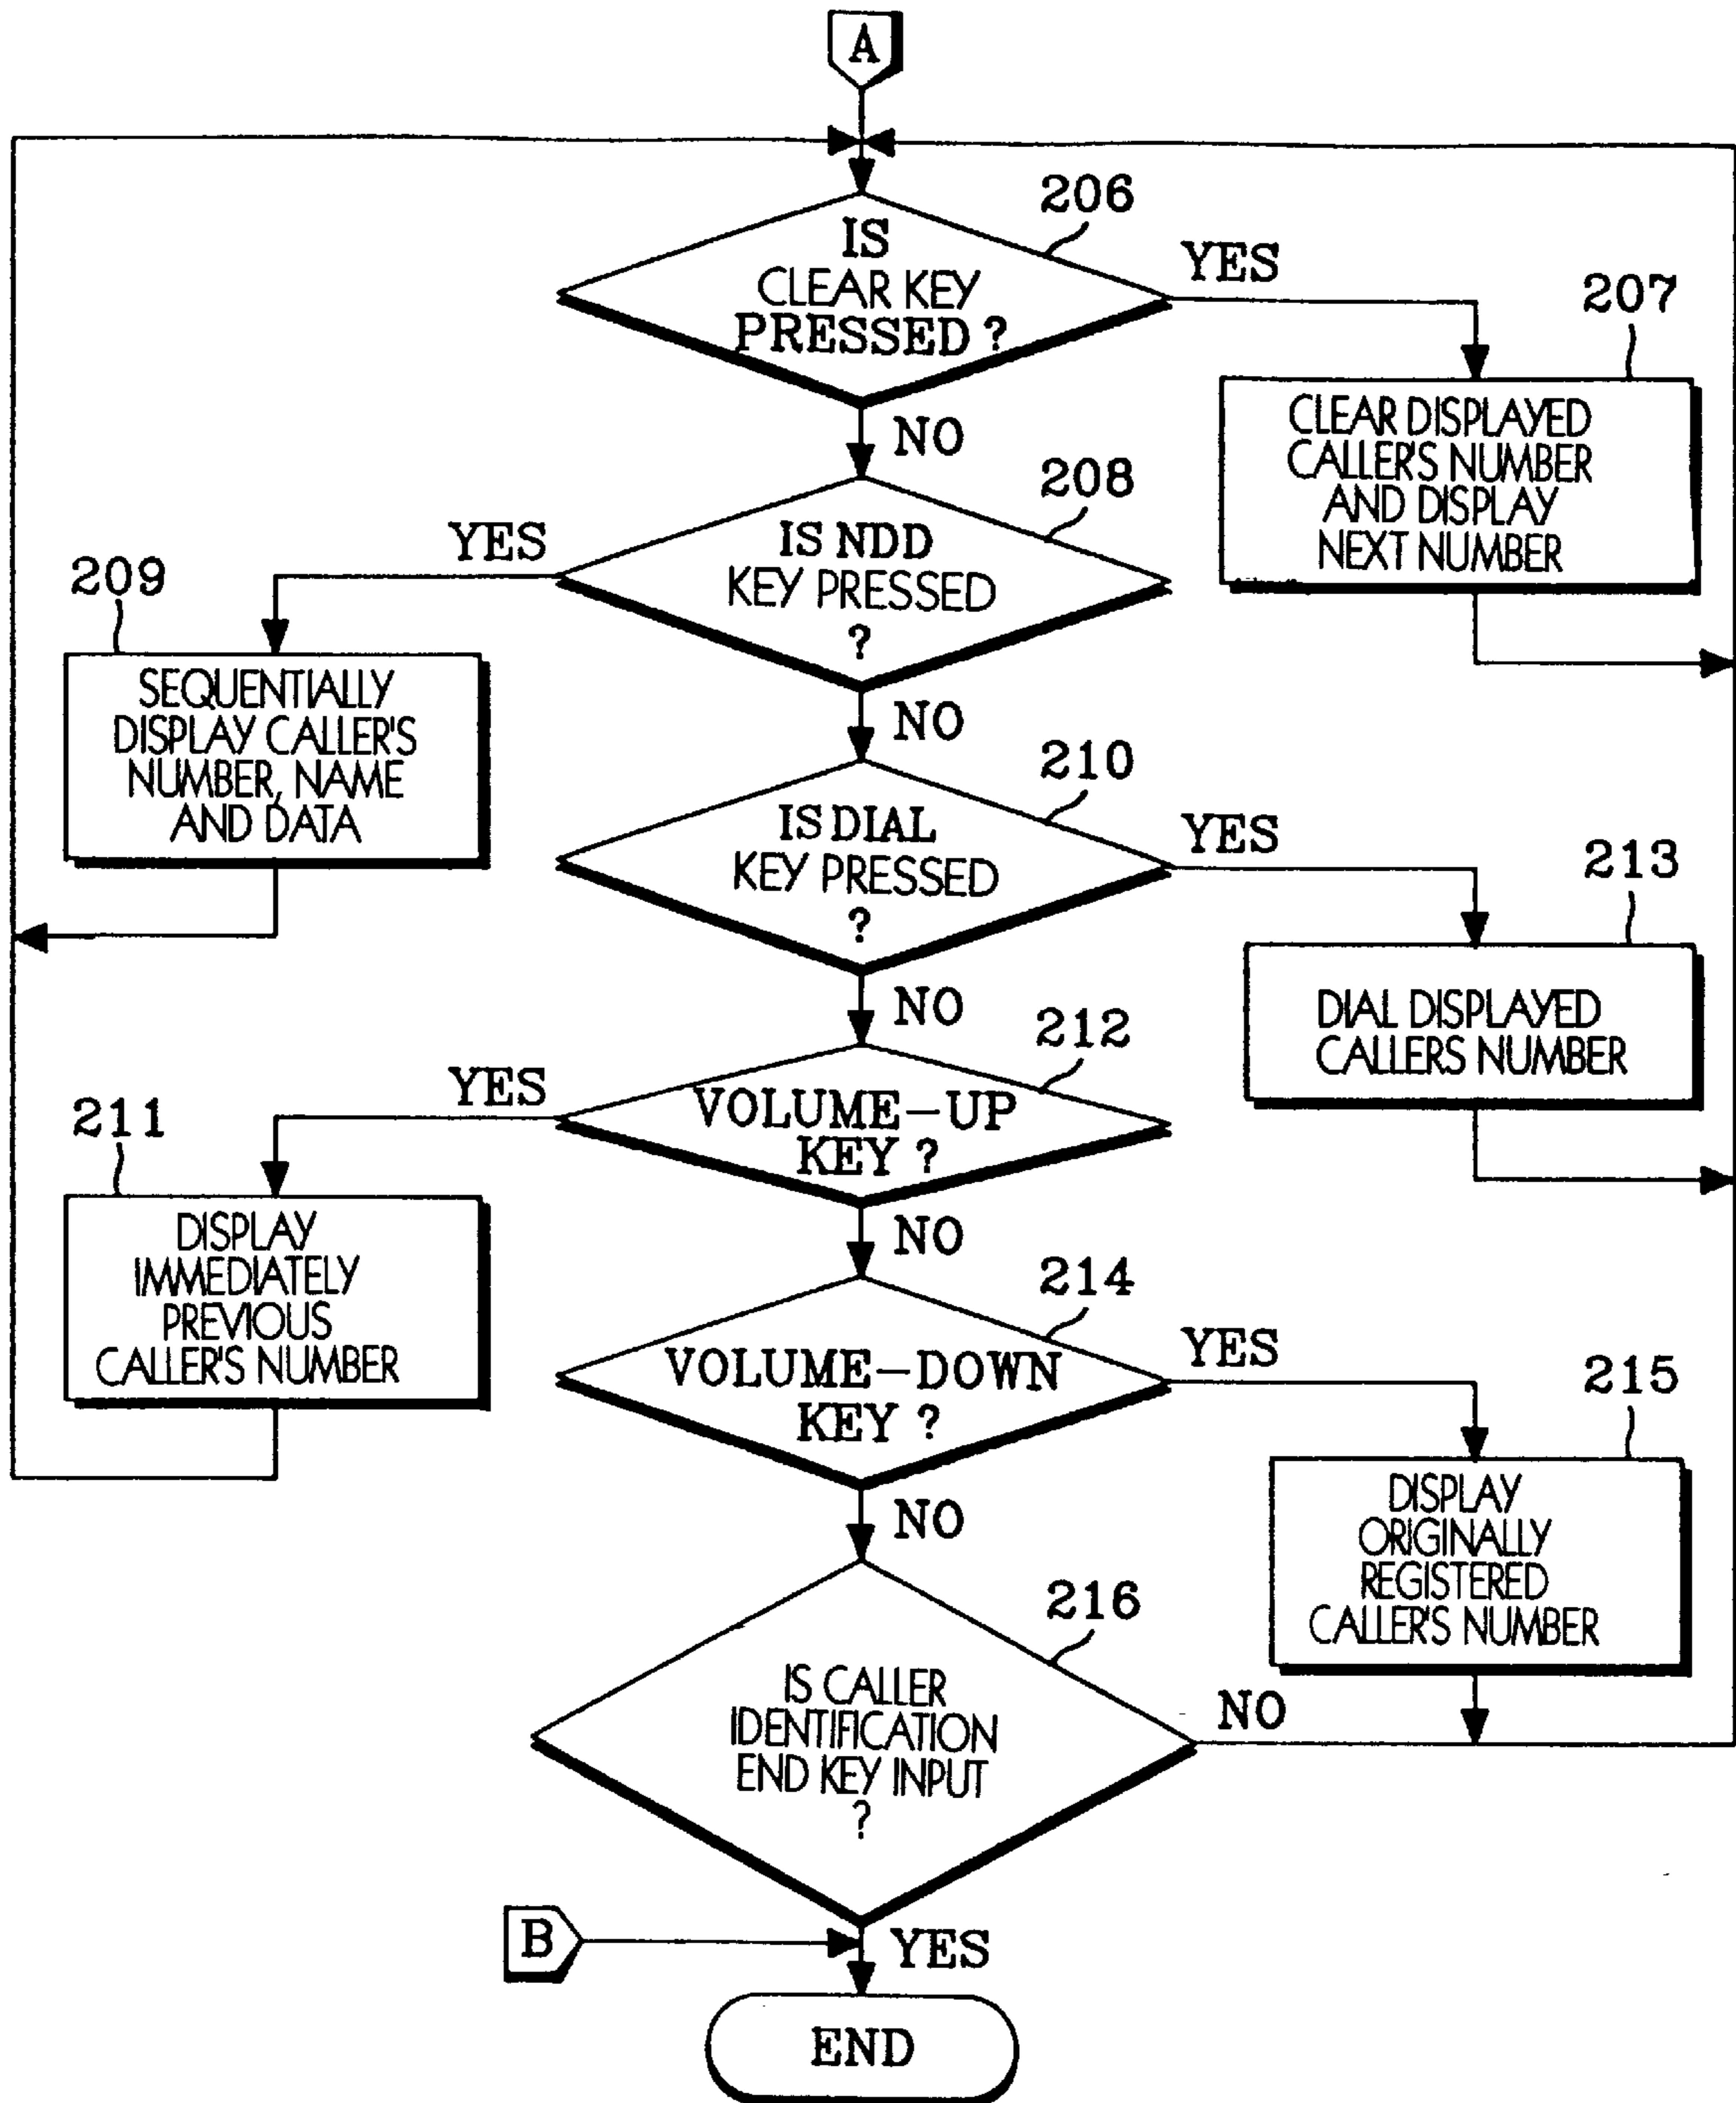 A
206
IS
CLEAR KEY
PRESSED ?
YES
207
CLEAR DISPLAYED
CALLER'S NUMBER
AND DISPLAY
NEXT NUMBER
NO
208
IS NDD
KEY PRESSED
?
YES
209
SEQUENTIALLY
DISPLAY CALLER'S
NUMBER, NAME
AND DATA
NO
210
IS DIAL
KEY PRESSED
?
YES
213
DIAL DISPLAYED
CALLERS NUMBER
NO
212
VOLUME-UP
KEY ?
YES
211
DISPLAY
IMMEDIATELY
PREVIOUS
CALLER'S NUMBER
NO
214
VOLUME-DOWN
KEY ?
YES
215
DISPLAY
ORIGINALLY
REGISTERED
CALLER'S NUMBER
NO
216
IS CALLER
IDENTIFICATION
END KEY INPUT
?
NO
B
YES
END